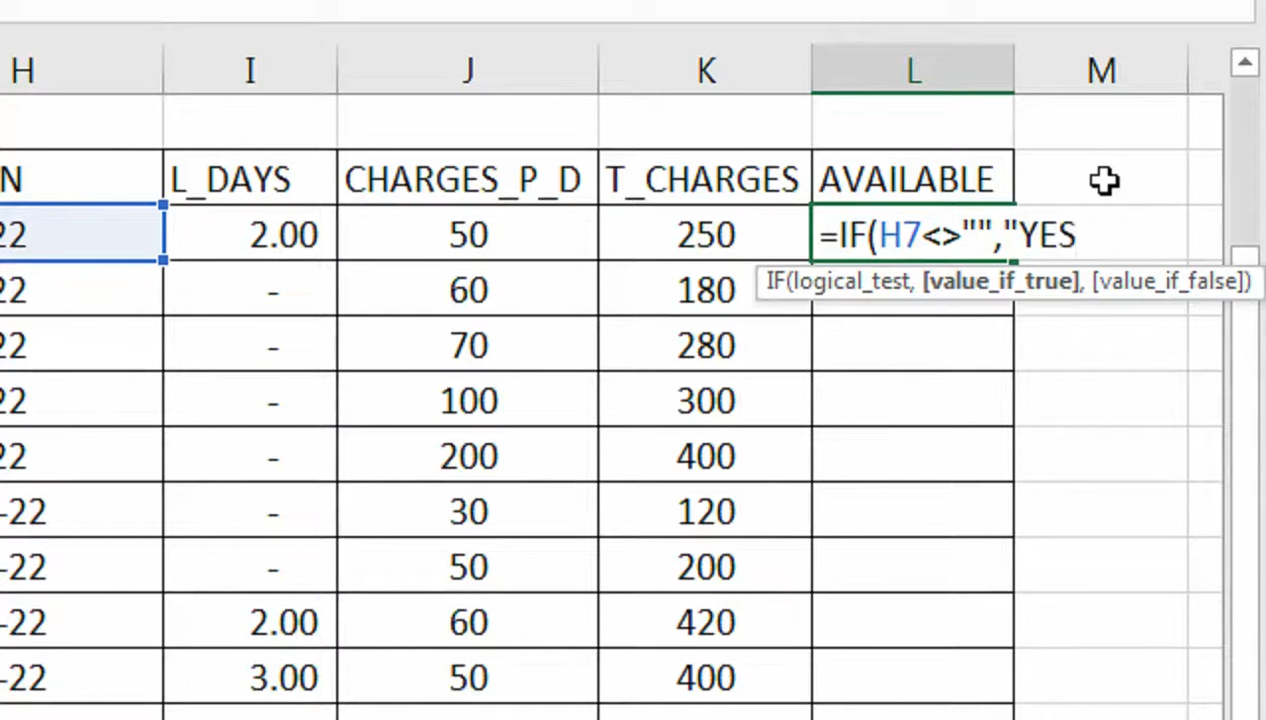 H I J K L M
N L_DAYS CHARGES_P_D T_CHARGES AVAILABLE
22 2.00 50 250 =IF(H7<>"","YES
IF(logical_test, [value_if_true], [value_if_false])
22 - 60 180
22 - 70 280
22 - 100 300
22 - 200 400
-22 - 30 120
-22 - 50 200
-22 2.00 60 420
-22 3.00 50 400